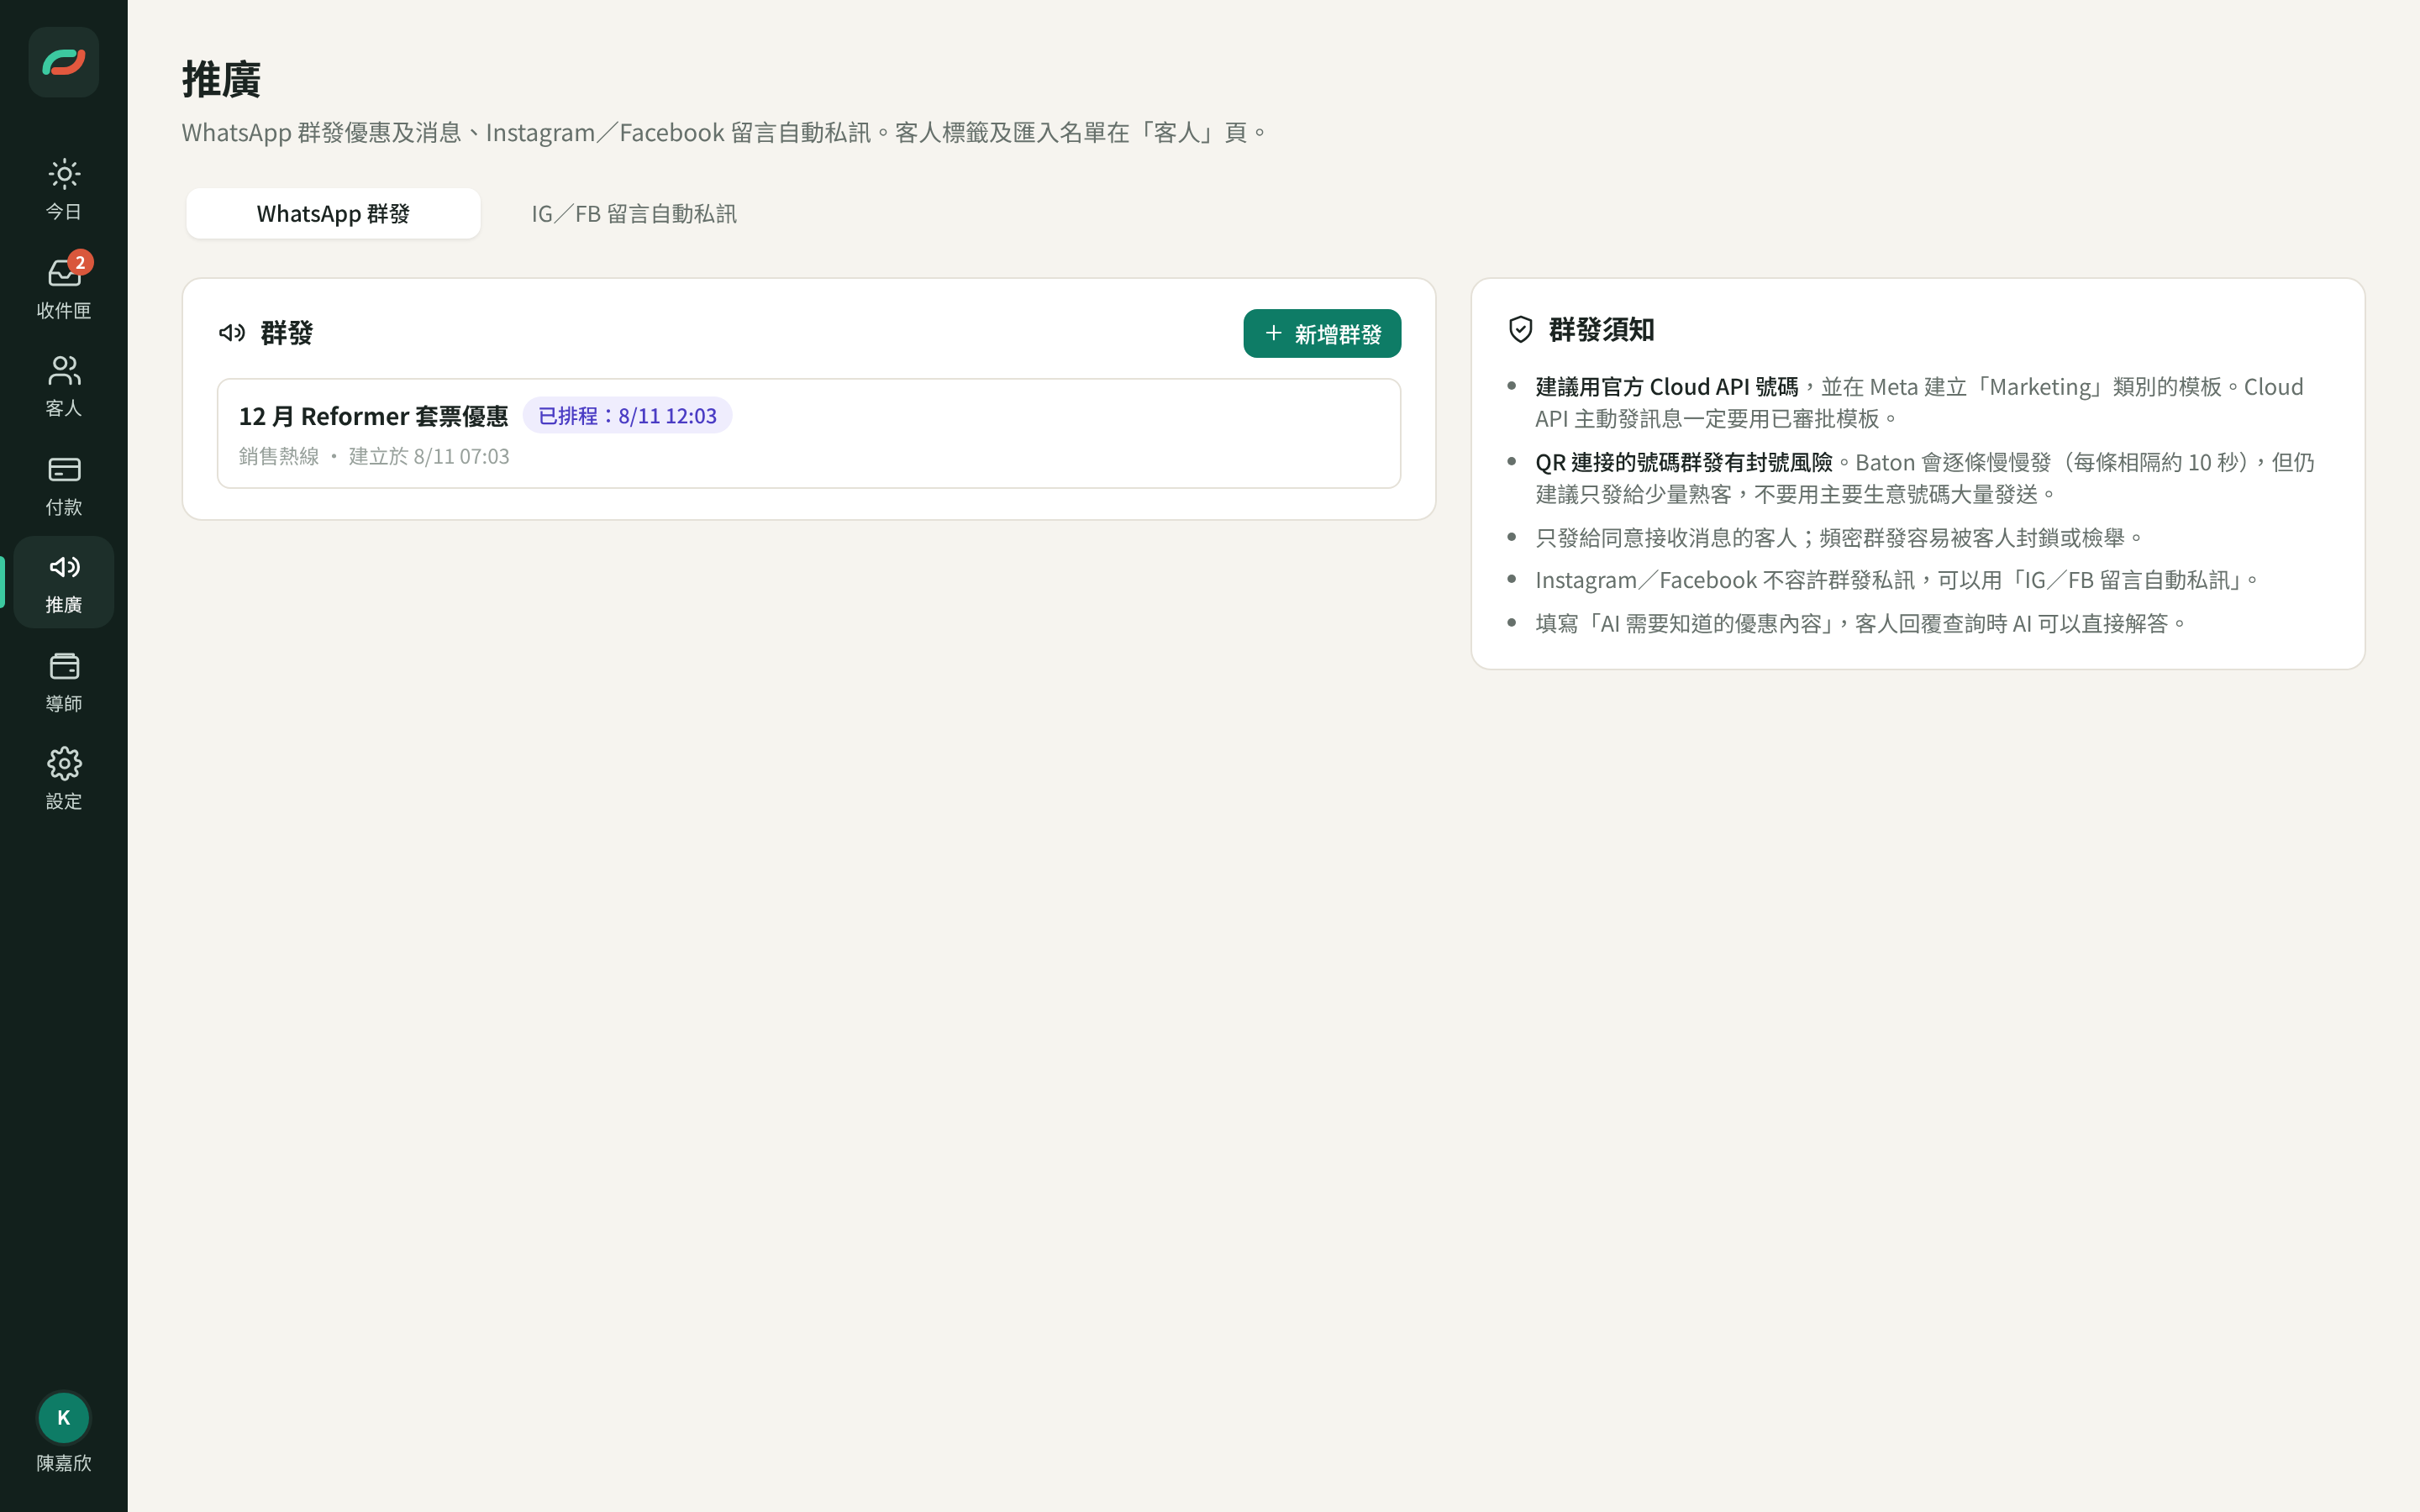 今日
2
收件匣
客人
付款
推廣
導師
設定
K
陳嘉欣
推廣
WhatsApp 群發優惠及消息、Instagram／Facebook 留言自動私訊。客人標籤及匯入名單在「客人」頁。
WhatsApp 群發
IG／FB 留言自動私訊
群發
+ 新增群發
12 月 Reformer 套票優惠 已排程：8/11 12:03
銷售熱線 · 建立於 8/11 07:03
群發須知
• 建議用官方 Cloud API 號碼，並在 Meta 建立「Marketing」類別的模板。Cloud
API 主動發訊息一定要用已審批模板。
• QR 連接的號碼群發有封號風險。Baton 會逐條慢慢發（每條相隔約 10 秒），但仍
建議只發給少量熟客，不要用主要生意號碼大量發送。
• 只發給同意接收消息的客人；頻密群發容易被客人封鎖或檢舉。
• Instagram／Facebook 不容許群發私訊，可以用「IG／FB 留言自動私訊」。
• 填寫「AI 需要知道的優惠內容」，客人回覆查詢時 AI 可以直接解答。